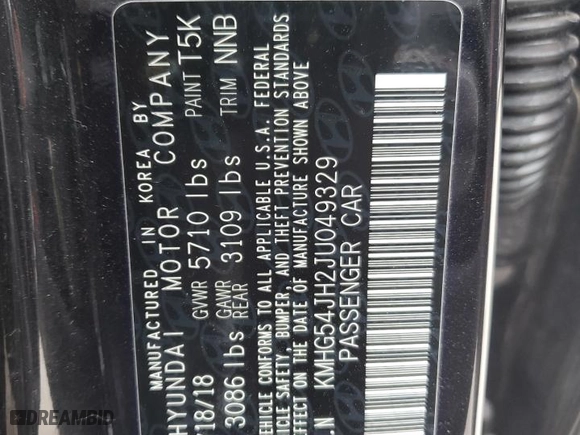 MANUFACTURED IN KOREA BY
HYUNDAI MOTOR COMPANY
/18/18 GVWR 5710 lbs PAINT T5K
3086 lbs GAWR REAR 3109 lbs TRIM NNB
VEHICLE CONFORMS TO ALL APPLICABLE U.S.A. FEDERAL
VEHICLE SAFETY, BUMPER, AND THEFT PREVENTION STANDARDS
ON THE DATE OF MANUFACTURE SHOWN ABOVE
.N KMHG54JH2JU049329
PASSENGER CAR
DREAMBID